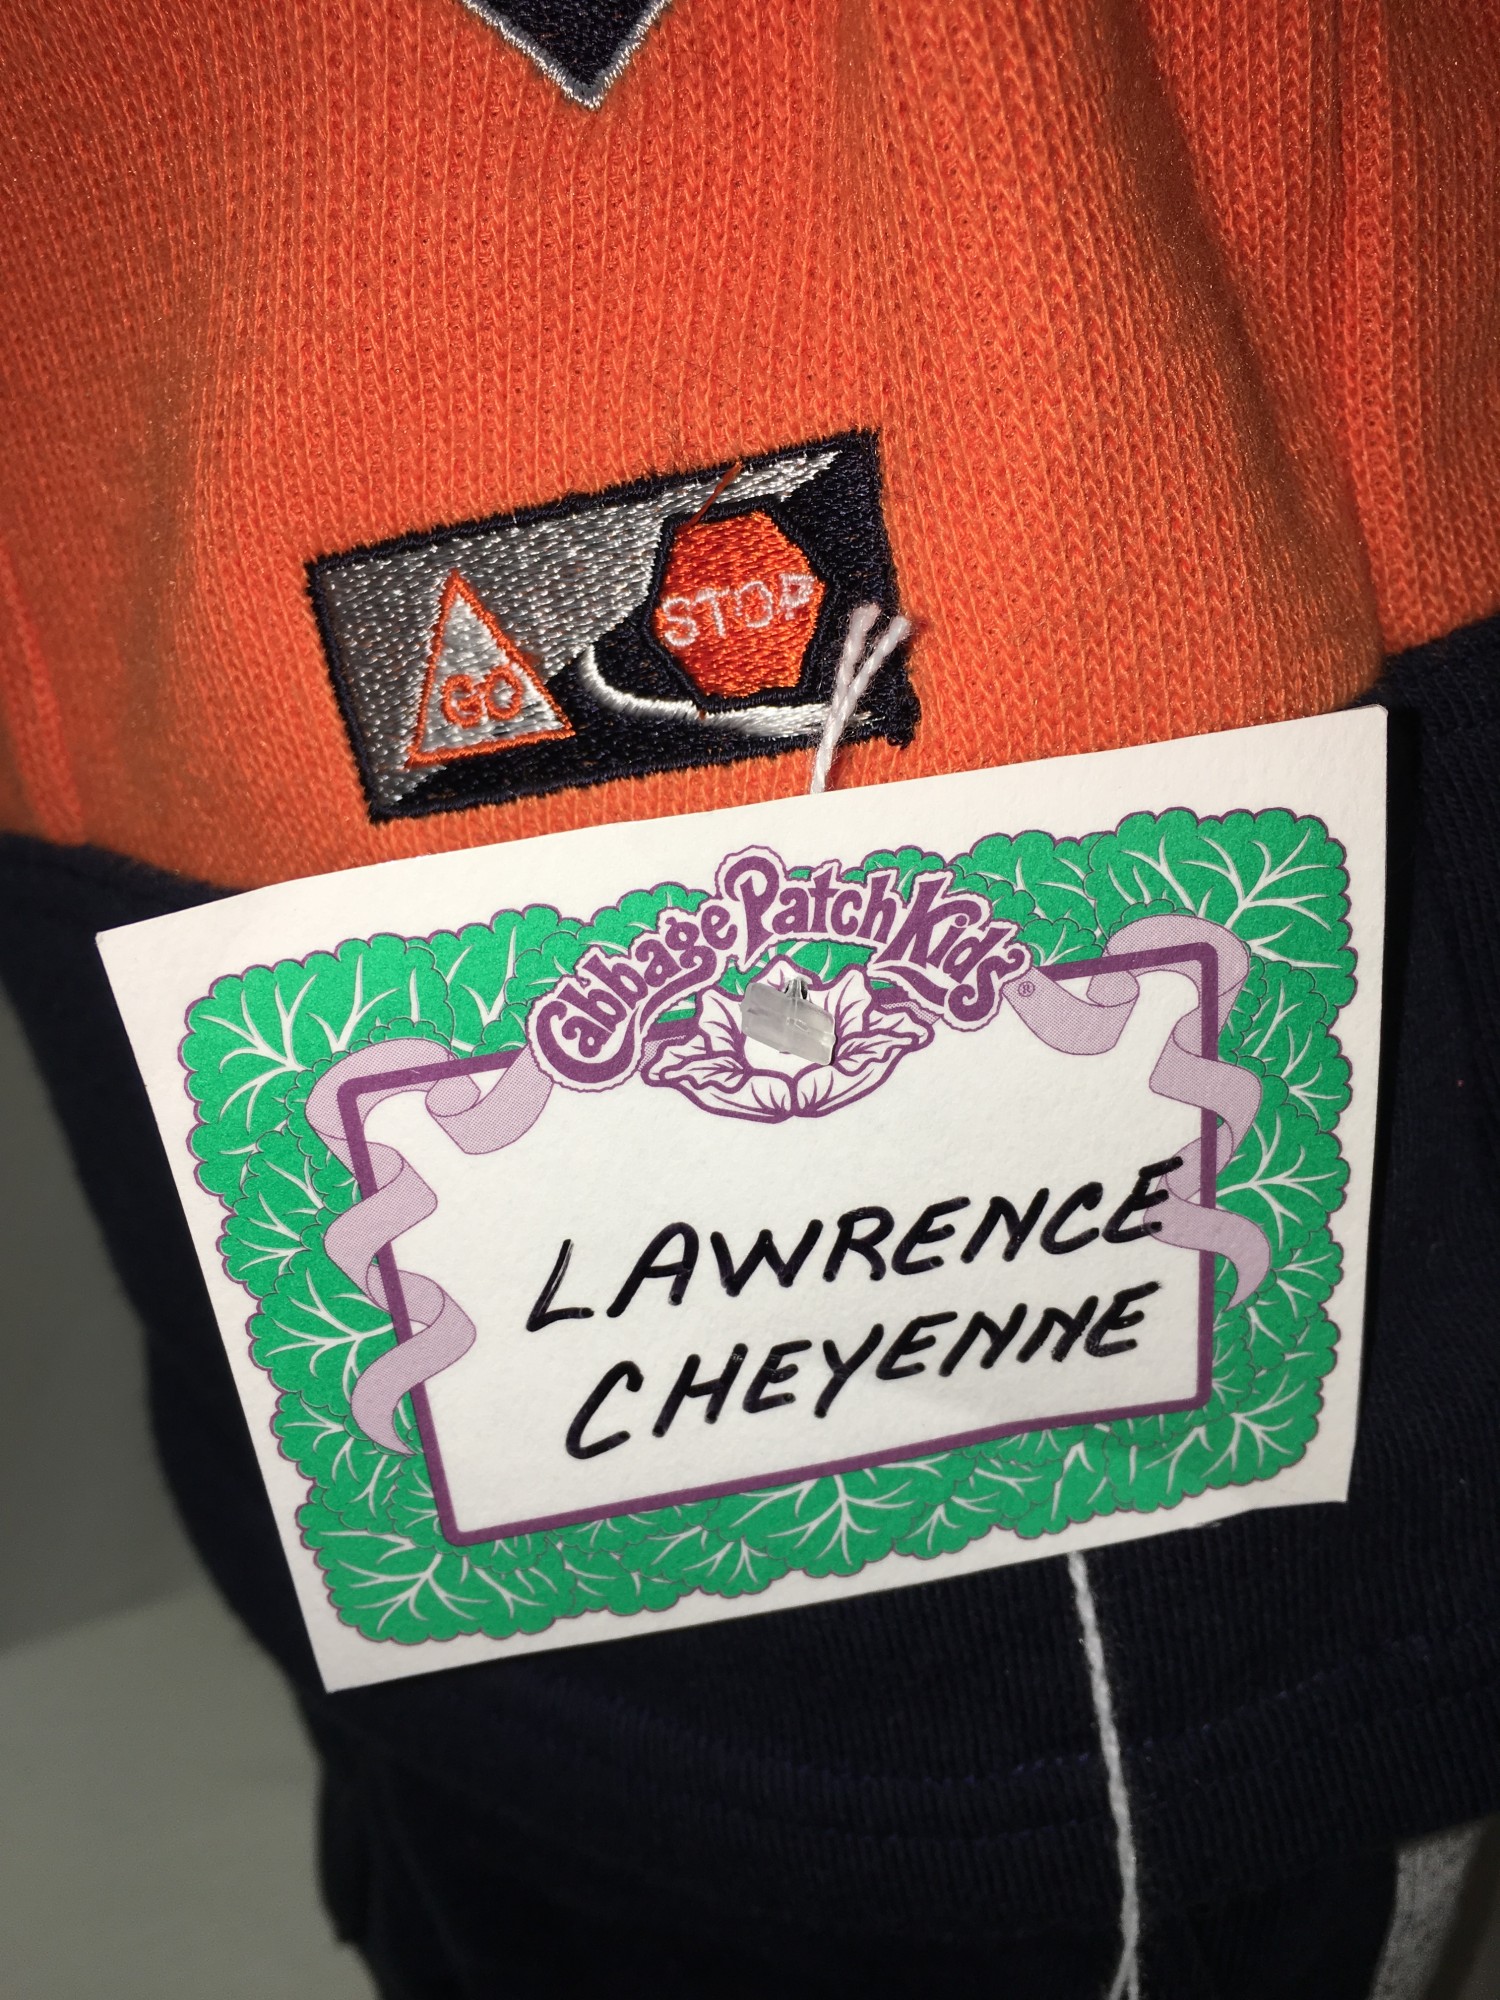 GO
STOP
Cabbage Patch Kids®
LAWRENCE
CHEYENNE